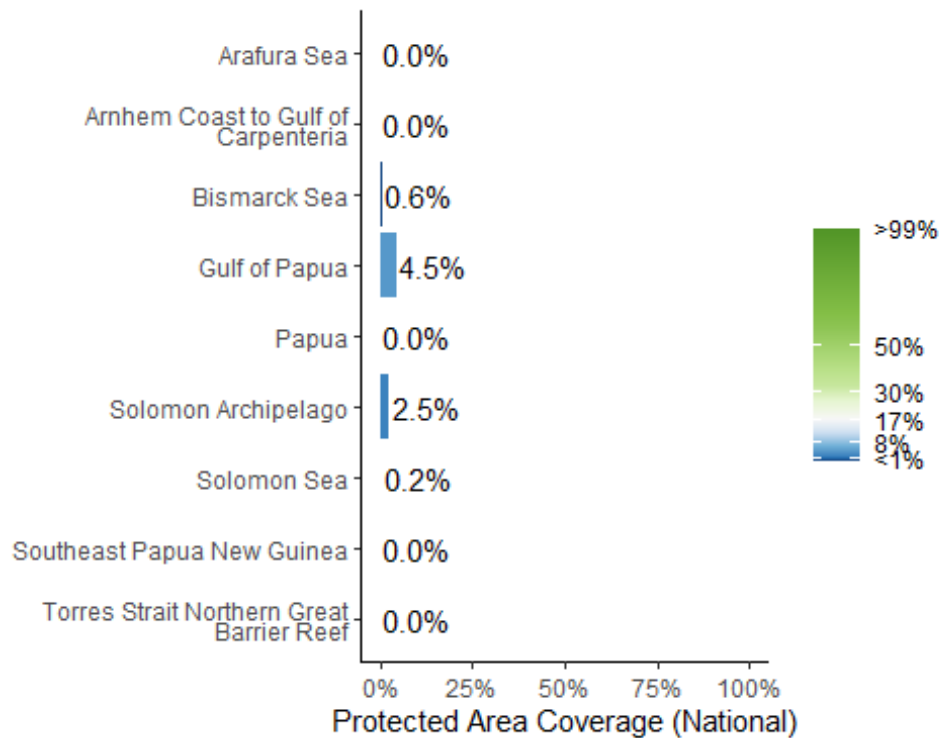 Arafura Sea
0.0%
Arnhem Coast to Gulf of
Carpenteria
0.0%
Bismarck Sea
0.6%
Gulf of Papua
4.5%
Papua
0.0%
Solomon Archipelago
2.5%
Solomon Sea
0.2%
Southeast Papua New Guinea
0.0%
Torres Strait Northern Great
Barrier Reef
0.0%
0% 25% 50% 75% 100%
Protected Area Coverage (National)
>99%
50%
30%
17%
8%
<1%